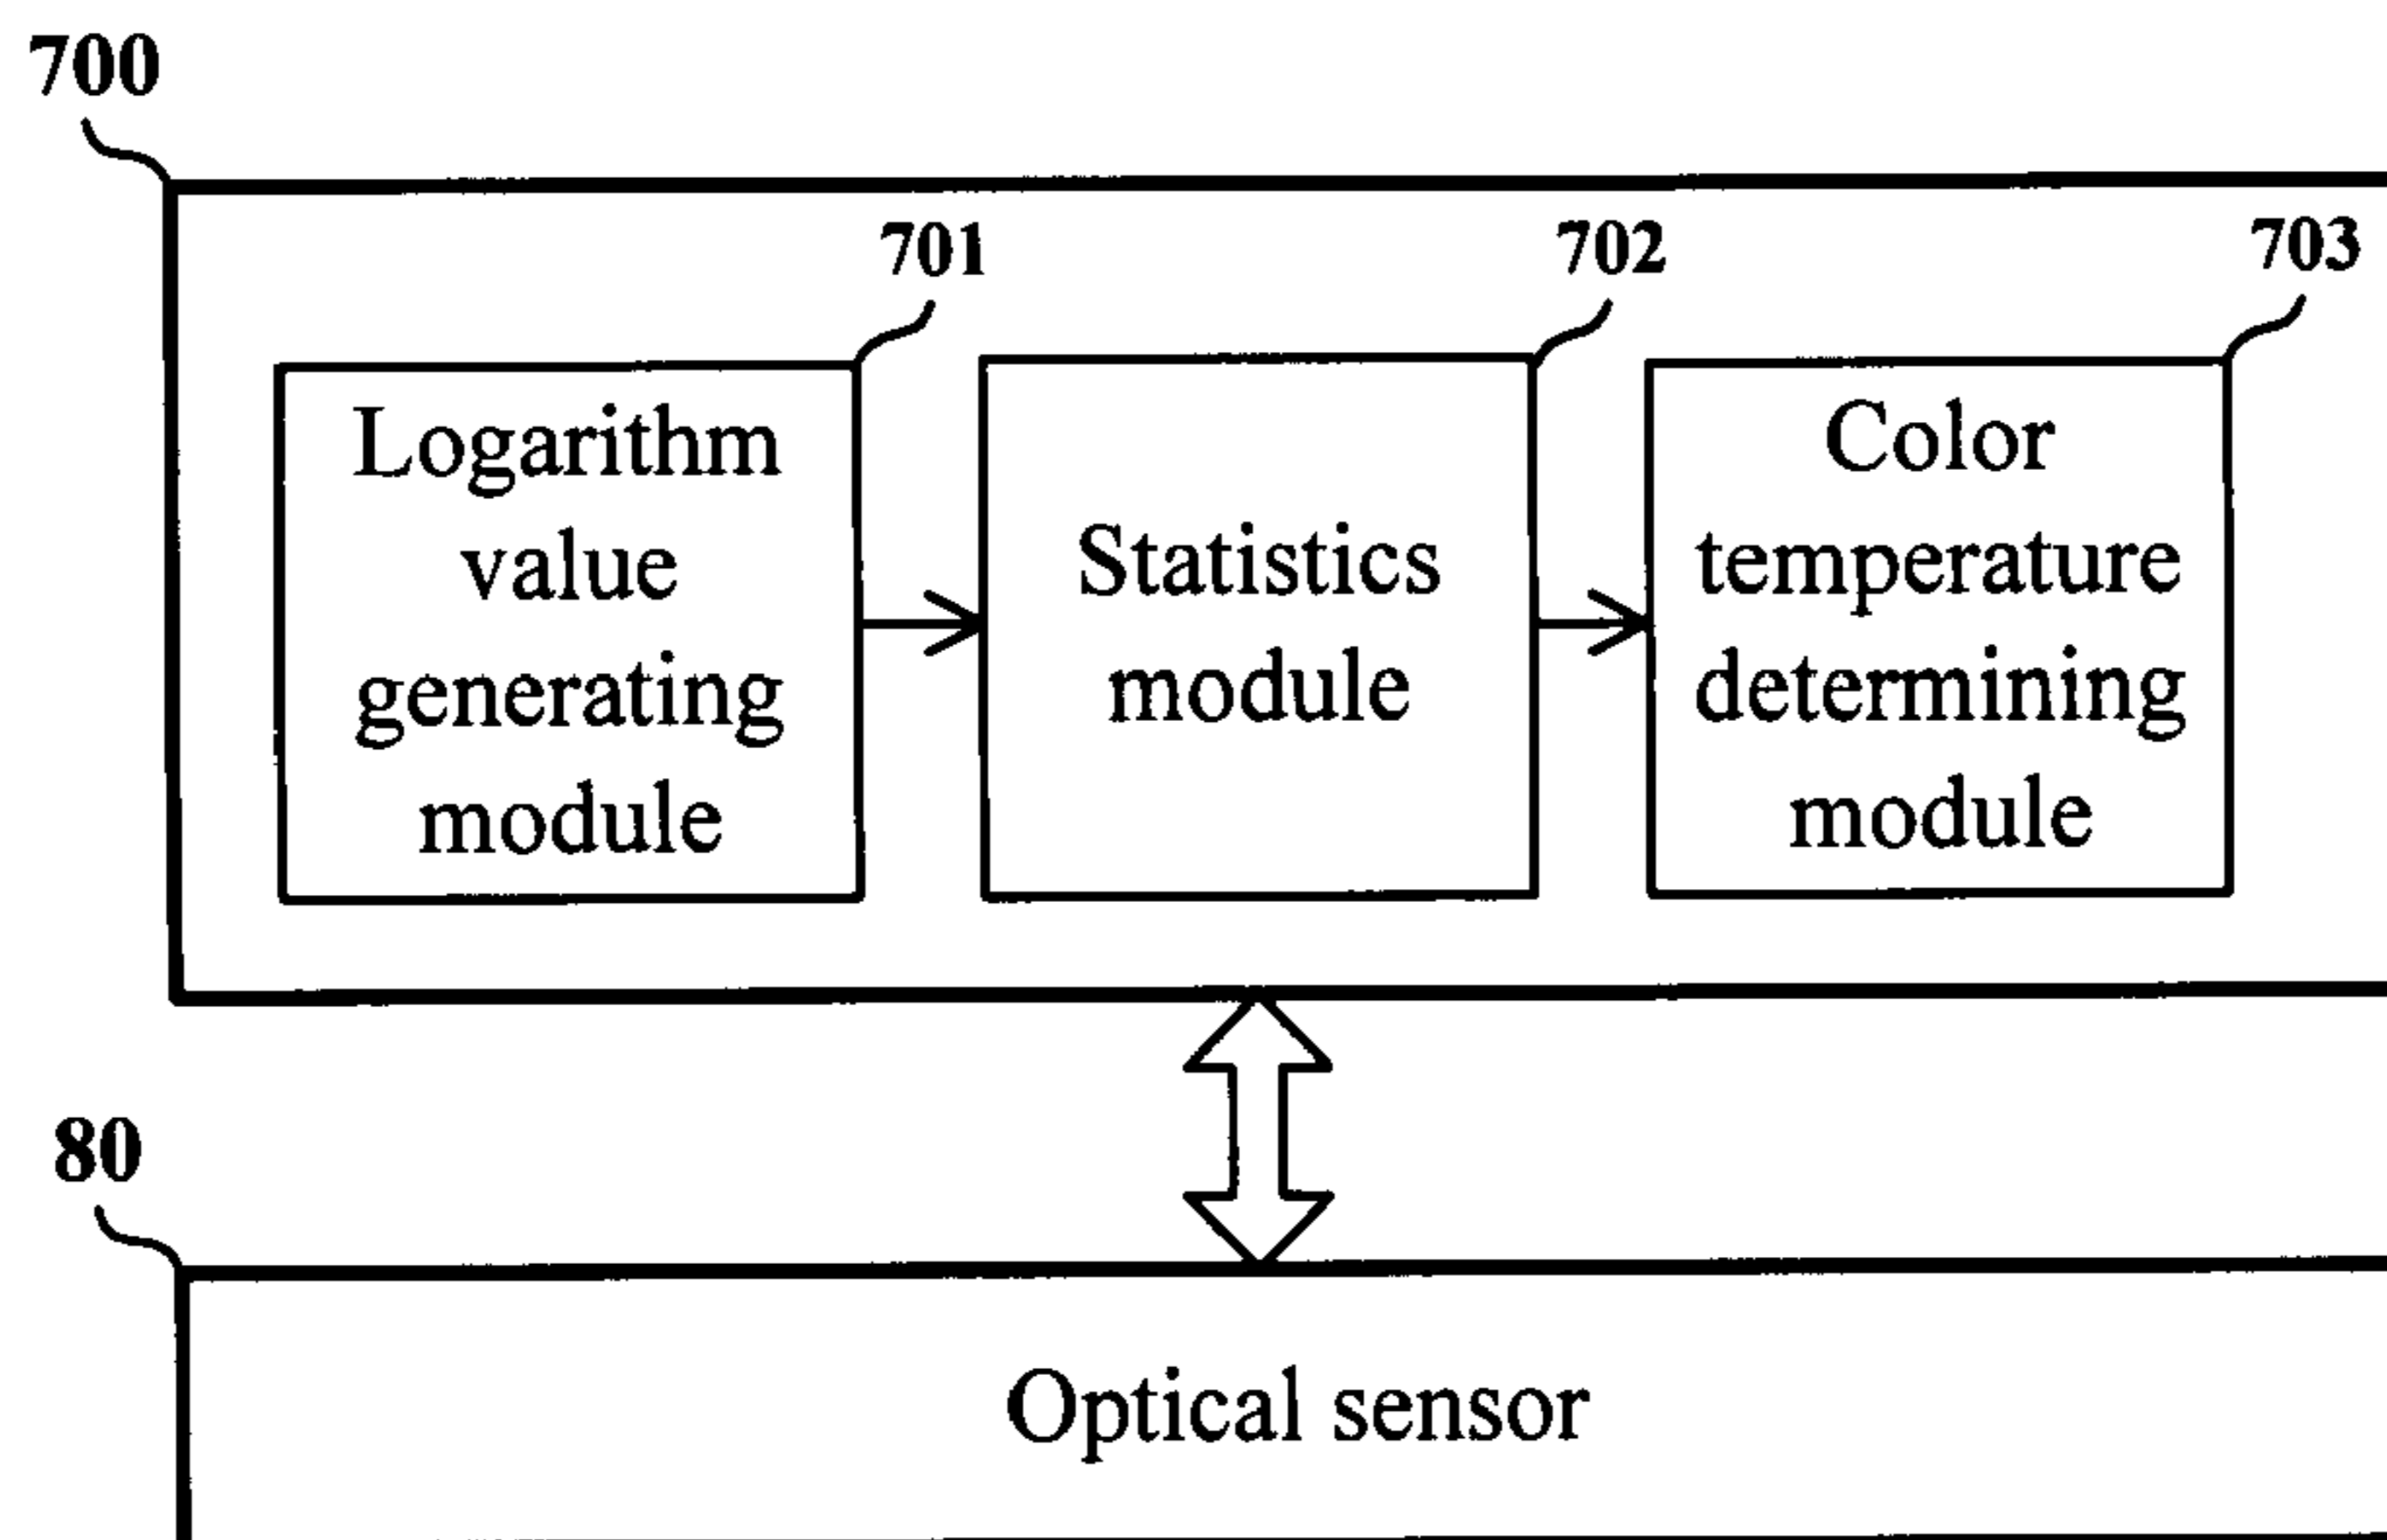 700
701
702
703
Logarithm
value
generating
module
Statistics
module
Color
temperature
determining
module
80
Optical sensor